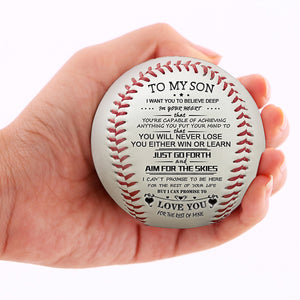 TO MY SON
I WANT YOU TO BELIEVE DEEP
in your heart
that
YOU'RE CAPABLE OF ACHIEVING
ANYTHING YOU PUT YOUR MIND TO
that
YOU WILL NEVER LOSE
YOU EITHER WIN OR LEARN
JUST GO FORTH
and
AIM FOR THE SKIES
I CAN'T PROMISE TO BE HERE
FOR THE REST OF YOUR LIFE
BUT I CAN PROMISE TO
LOVE YOU
FOR THE REST OF MINE